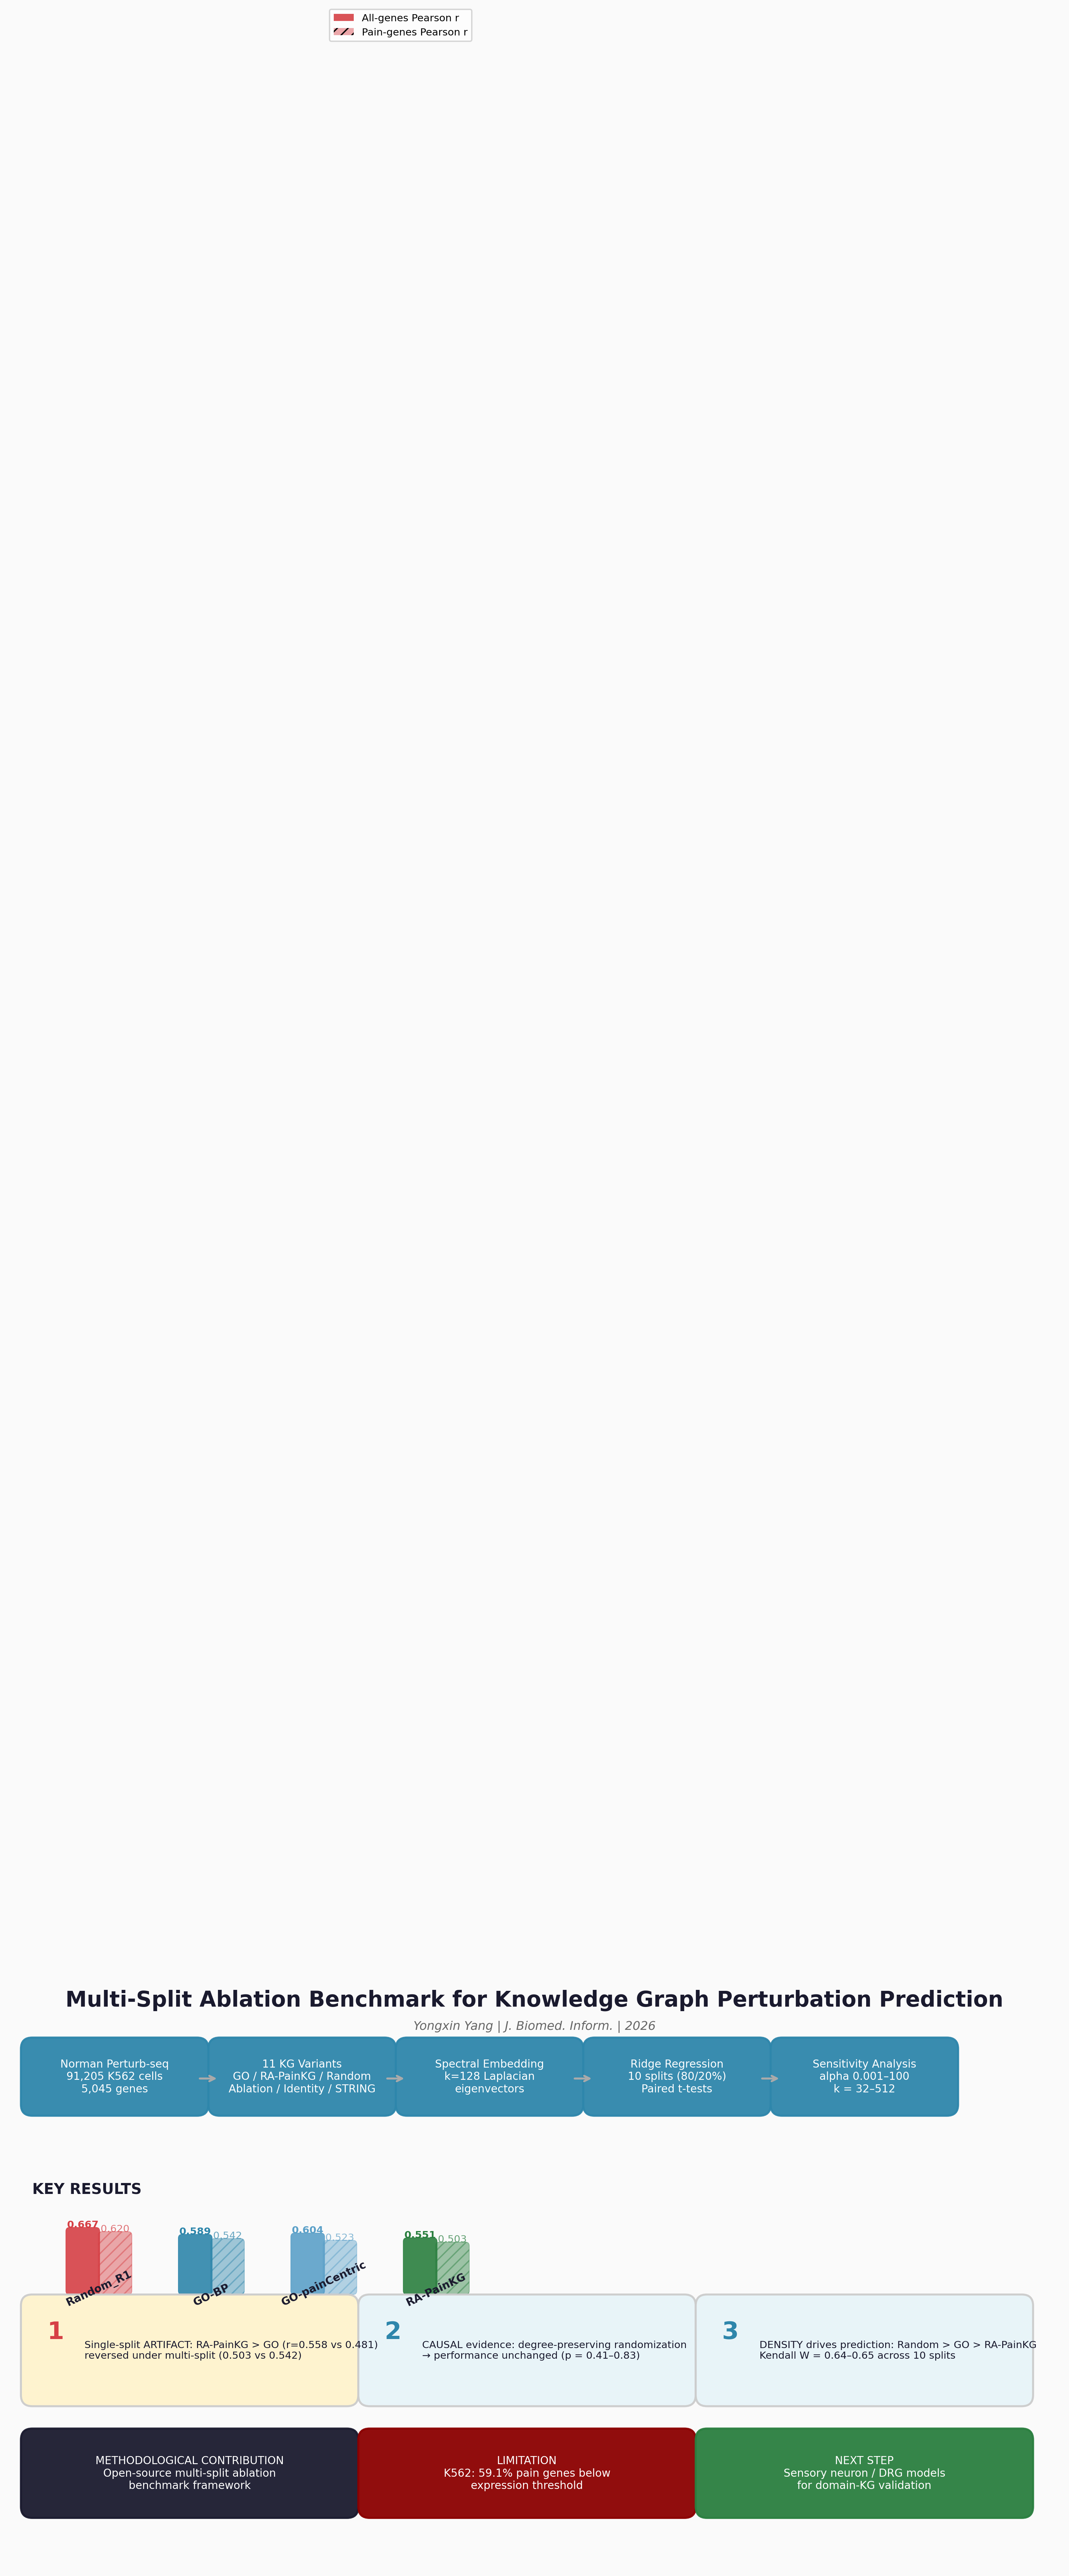 All-genes Pearson r
Pain-genes Pearson r
Multi-Split Ablation Benchmark for Knowledge Graph Perturbation Prediction
Yongxin Yang | J. Biomed. Inform. | 2026
Norman Perturb-seq
91,205 K562 cells
5,045 genes
11 KG Variants
GO / RA-PainKG / Random
Ablation / Identity / STRING
Spectral Embedding
k=128 Laplacian
eigenvectors
Ridge Regression
10 splits (80/20%)
Paired t-tests
Sensitivity Analysis
alpha 0.001–100
k = 32–512
KEY RESULTS
0.667
0.620
0.589
0.542
0.604
0.523
0.551
0.503
Random_R1
GO-BP
GO-painCentric
RA-PainKG
1
Single-split ARTIFACT: RA-PainKG > GO (r=0.558 vs 0.481)
reversed under multi-split (0.503 vs 0.542)
2
CAUSAL evidence: degree-preserving randomization
→ performance unchanged (p = 0.41–0.83)
3
DENSITY drives prediction: Random > GO > RA-PainKG
Kendall W = 0.64–0.65 across 10 splits
METHODOLOGICAL CONTRIBUTION
Open-source multi-split ablation
benchmark framework
LIMITATION
K562: 59.1% pain genes below
expression threshold
NEXT STEP
Sensory neuron / DRG models
for domain-KG validation